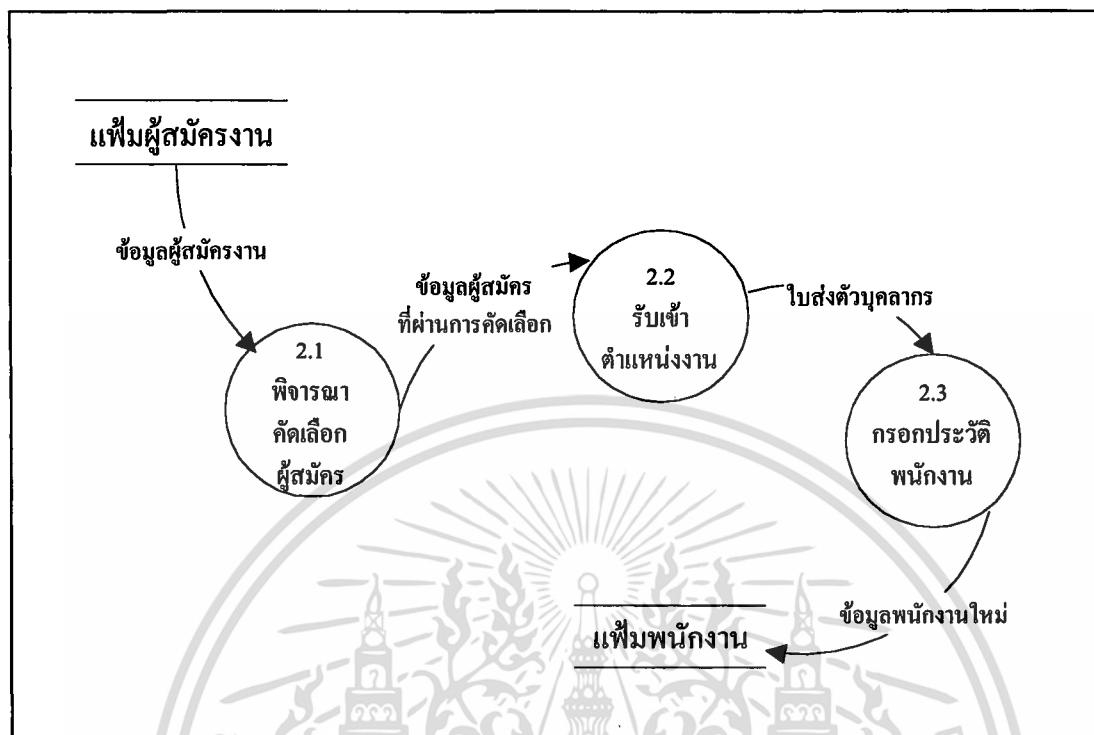 แฟ้มผู้สมัครงาน
ข้อมูลผู้สมัครงาน
2.1
พิจารณา
คัดเลือก
ผู้สมัคร
ข้อมูลผู้สมัคร
ที่ผ่านการคัดเลือก
2.2
รับเข้า
ตำแหน่งงาน
ใบส่งตัวบุคลากร
2.3
กรอกประวัติ
พนักงาน
ข้อมูลพนักงานใหม่
แฟ้มพนักงาน